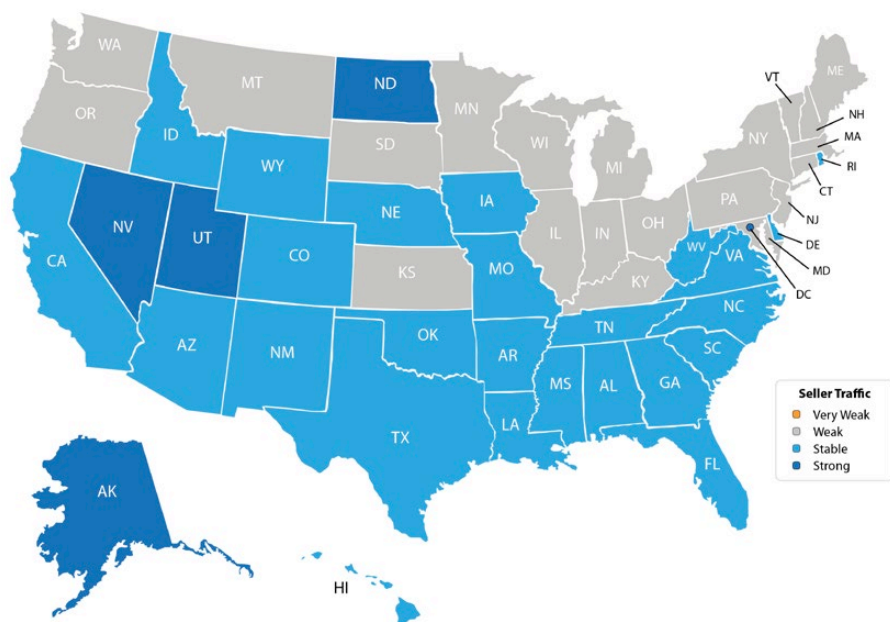 WA
MT
ND
MN
OR
ID
WY
SD
WI
MI
NY
VT
ME
NH
MA
RI
CT
NV
UT
CA
CO
NE
IA
IL
IN
OH
PA
NJ
DE
MD
DC
KS
MO
KY
WV
VA
AZ
NM
OK
AR
TN
NC
SC
TX
LA
MS
AL
GA
FL
AK
HI
Seller Traffic
Very Weak
Weak
Stable
Strong